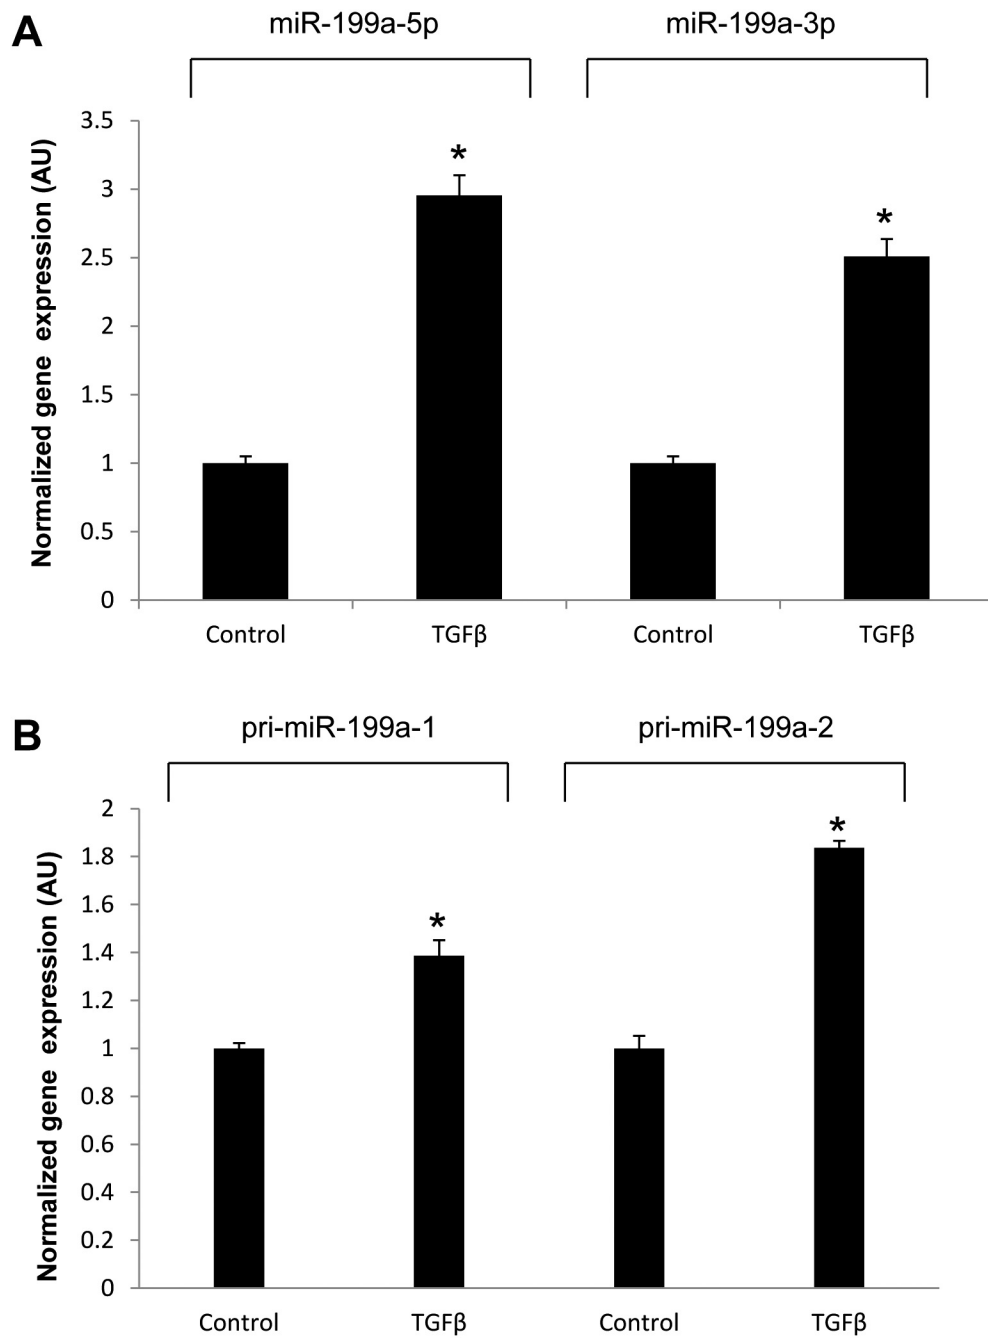 A
miR-199a-5p
miR-199a-3p
Normalized gene expression (AU)
3.5
3
2.5
2
1.5
1
0.5
0
*
*
Control
TGFβ
Control
TGFβ
B
pri-miR-199a-1
pri-miR-199a-2
Normalized gene expression (AU)
2
1.8
1.6
1.4
1.2
1
0.8
0.6
0.4
0.2
0
*
*
Control
TGFβ
Control
TGFβ